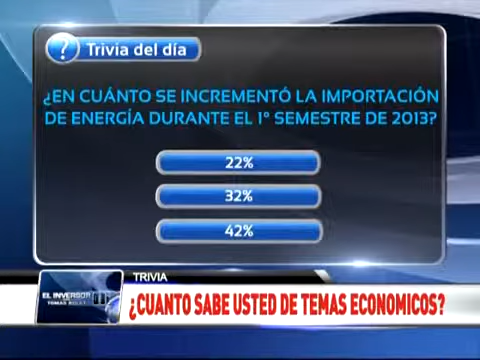 ?
Trivia del día
¿EN CUÁNTO SE INCREMENTÓ LA IMPORTACIÓN
DE ENERGÍA DURANTE EL 1º SEMESTRE DE 2013?
22%
32%
42%
TRIVIA
EL INVERSOR
¿CUANTO SABE USTED DE TEMAS ECONOMICOS?